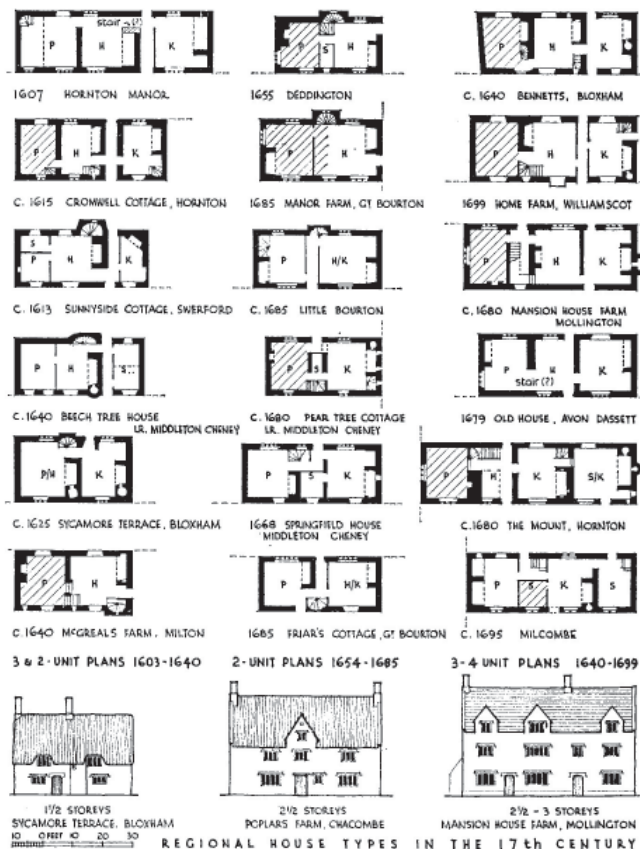 stair (?)
P H K
1607 HORNTON MANOR
P S H
1655 DEDDINGTON
P H K
C. 1640 BENNETTS, BLOXHAM
P H K
C. 1615 CROMWELL COTTAGE, HORNTON
P H
1685 MANOR FARM, GT. BOURTON
P H K
1699 HOME FARM, WILLIAMSCOT
S
P H K
C. 1613 SUNNYSIDE COTTAGE, SWERFORD
P H/K
C. 1685 LITTLE BOURTON
P H K
C. 1680 MANSION HOUSE FARM
MOLLINGTON
P H S
C. 1640 BEECH TREE HOUSE
LR. MIDDLETON CHENEY
P S K
C. 1680 PEAR TREE COTTAGE
LR. MIDDLETON CHENEY
P H K
stair (?)
1679 OLD HOUSE, AVON DASSETT
P/H K
C. 1625 SYCAMORE TERRACE, BLOXHAM
P S K
1668 SPRINGFIELD HOUSE
MIDDLETON CHENEY
P H K S/K
C. 1680 THE MOUNT, HORNTON
P H
C. 1640 McGREALS FARM, MILTON
P H/K
1685 FRIAR'S COTTAGE, GT. BOURTON
P S K S
C. 1695 MILCOMBE
3 & 2-UNIT PLANS 1603-1640
2-UNIT PLANS 1654-1685
3-4 UNIT PLANS 1640-1699
1½ STOREYS
SYCAMORE TERRACE, BLOXHAM
2½ STOREYS
POPLARS FARM, CHACOMBE
2½ - 3 STOREYS
MANSION HOUSE FARM, MOLLINGTON
10 0 FEET 10 20 30
REGIONAL HOUSE TYPES IN THE 17th CENTURY